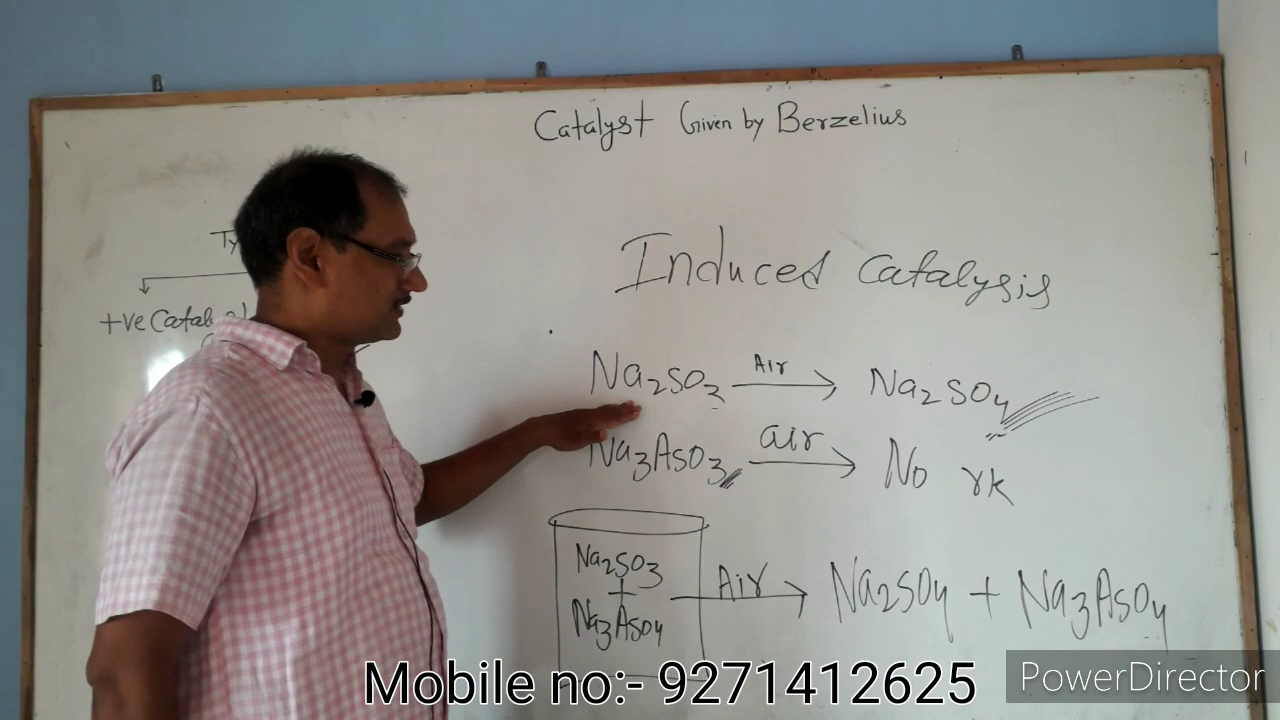 Catalyst Given by Berzelius
Ty
+ve Catal
Induced Catalysis
Na2SO3 Air → Na2SO4
Na3AsO3 air → No rk
Na2SO3
+
Na3AsO4
Air → Na2SO4 + Na3AsO4
Mobile no:- 9271412625
PowerDirector